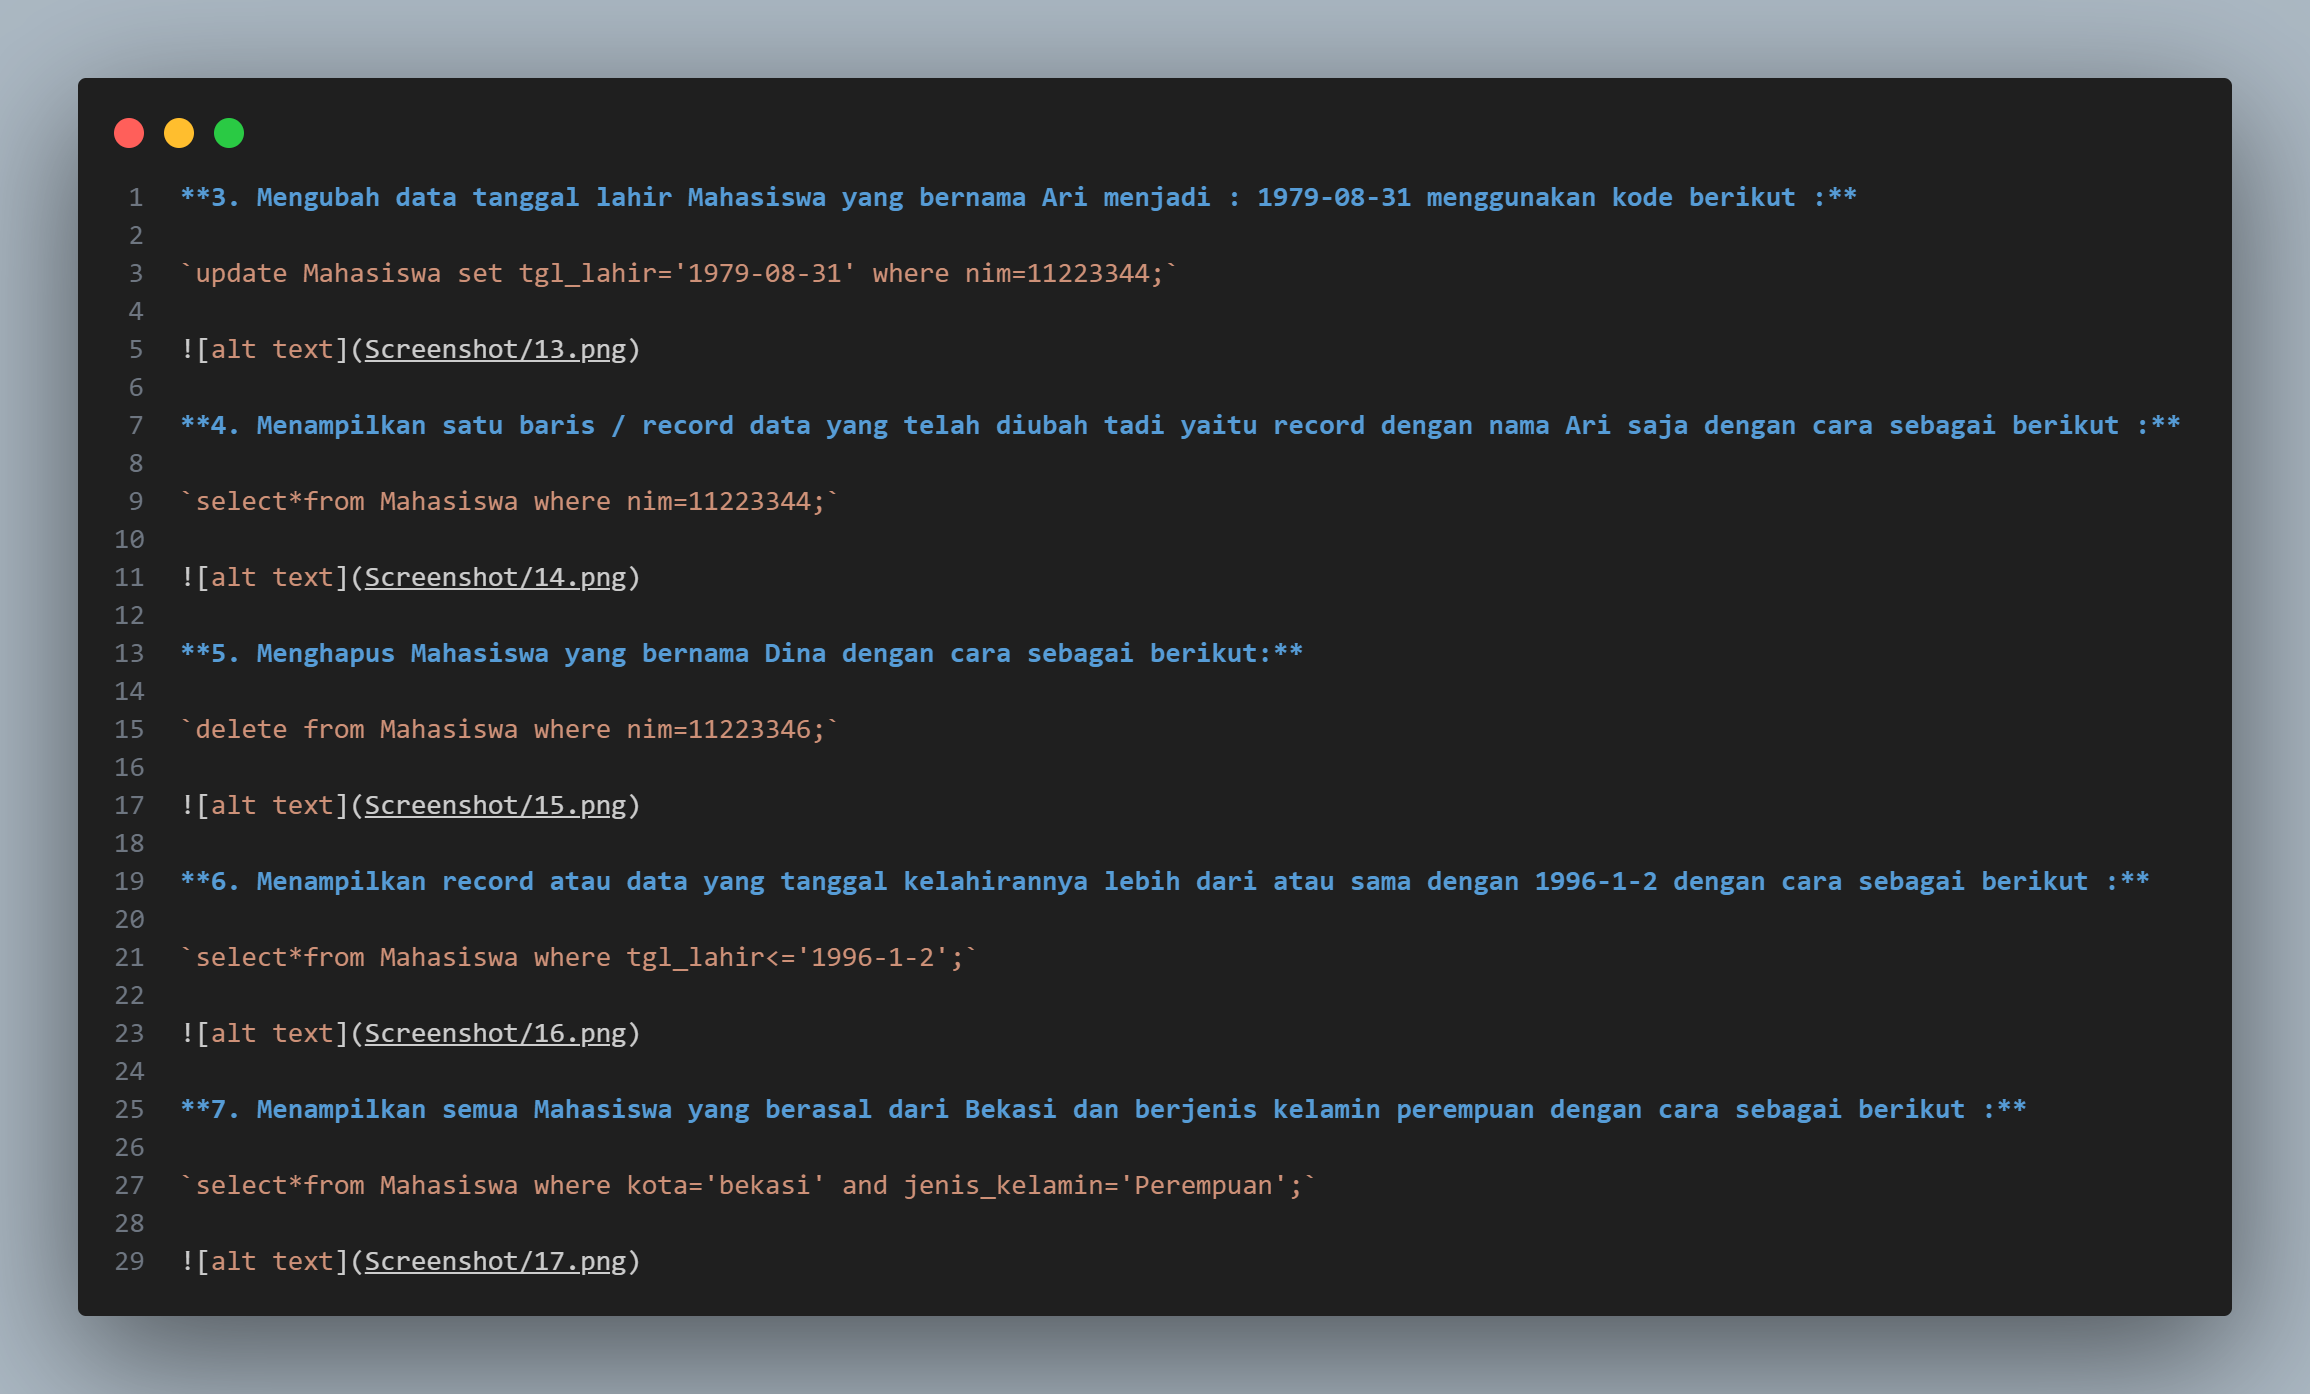 1 **3. Mengubah data tanggal lahir Mahasiswa yang bernama Ari menjadi : 1979-08-31 menggunakan kode berikut :**
2
3 `update Mahasiswa set tgl_lahir='1979-08-31' where nim=11223344;`
4
5 ![alt text](Screenshot/13.png)
6
7 **4. Menampilkan satu baris / record data yang telah diubah tadi yaitu record dengan nama Ari saja dengan cara sebagai berikut :**
8
9 `select*from Mahasiswa where nim=11223344;`
10
11 ![alt text](Screenshot/14.png)
12
13 **5. Menghapus Mahasiswa yang bernama Dina dengan cara sebagai berikut:**
14
15 `delete from Mahasiswa where nim=11223346;`
16
17 ![alt text](Screenshot/15.png)
18
19 **6. Menampilkan record atau data yang tanggal kelahirannya lebih dari atau sama dengan 1996-1-2 dengan cara sebagai berikut :**
20
21 `select*from Mahasiswa where tgl_lahir<='1996-1-2';`
22
23 ![alt text](Screenshot/16.png)
24
25 **7. Menampilkan semua Mahasiswa yang berasal dari Bekasi dan berjenis kelamin perempuan dengan cara sebagai berikut :**
26
27 `select*from Mahasiswa where kota='bekasi' and jenis_kelamin='Perempuan';`
28
29 ![alt text](Screenshot/17.png)